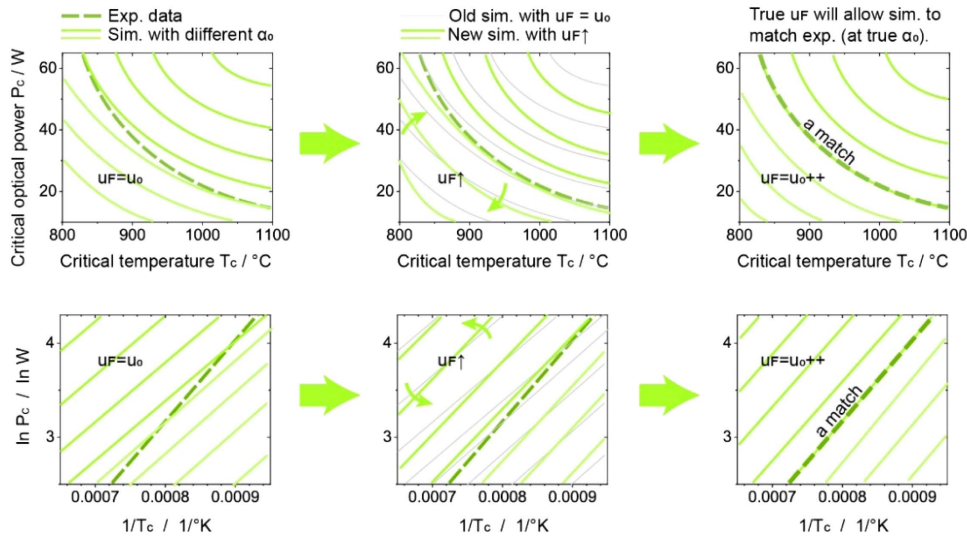 Exp. data
Sim. with diifferent α₀
Old sim. with uF = u₀
New sim. with uF↑
True uF will allow sim. to
match exp. (at true α₀).
Critical optical power Pc / W
60
40
20
uF=u₀
800 900 1000 1100
Critical temperature Tc / °C
60
40
20
uF↑
800 900 1000 1100
Critical temperature Tc / °C
60
40
20
a match
uF=u₀++
800 900 1000 1100
Critical temperature Tc / °C
ln Pc / ln W
4
3
uF=u₀
0.0007 0.0008 0.0009
1/Tc / 1/°K
4
3
uF↑
0.0007 0.0008 0.0009
1/Tc / 1/°K
4
3
uF=u₀++
a match
0.0007 0.0008 0.0009
1/Tc / 1/°K